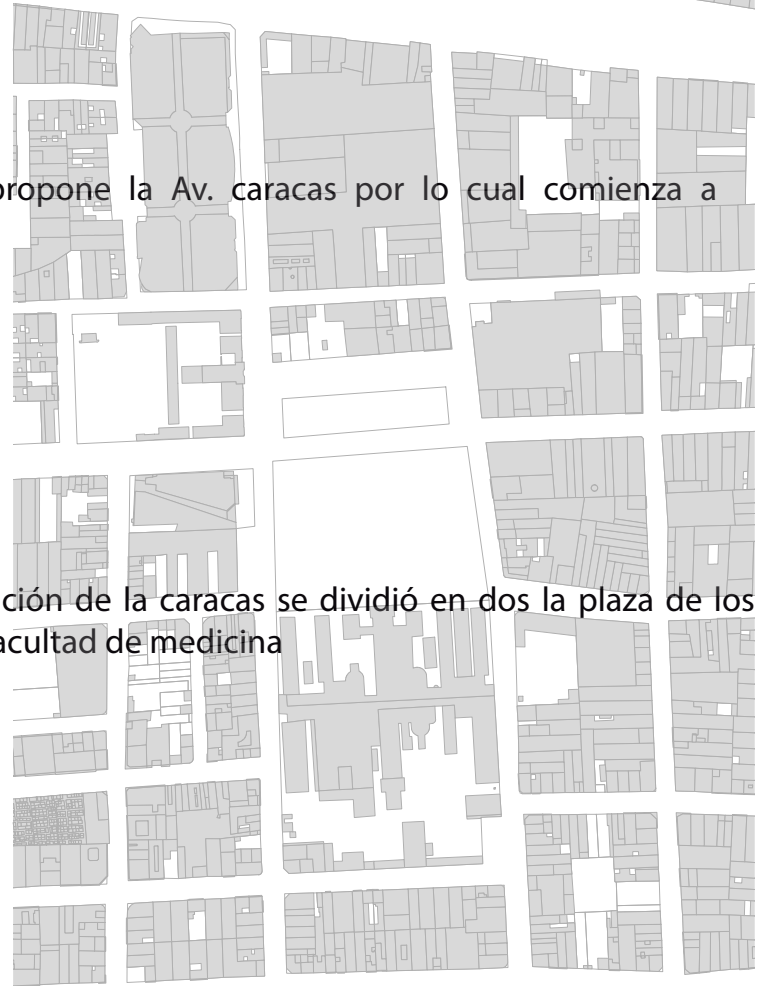 propone la Av. caracas por lo cual comienza a
ción de la caracas se dividió en dos la plaza de los
acultad de medicina